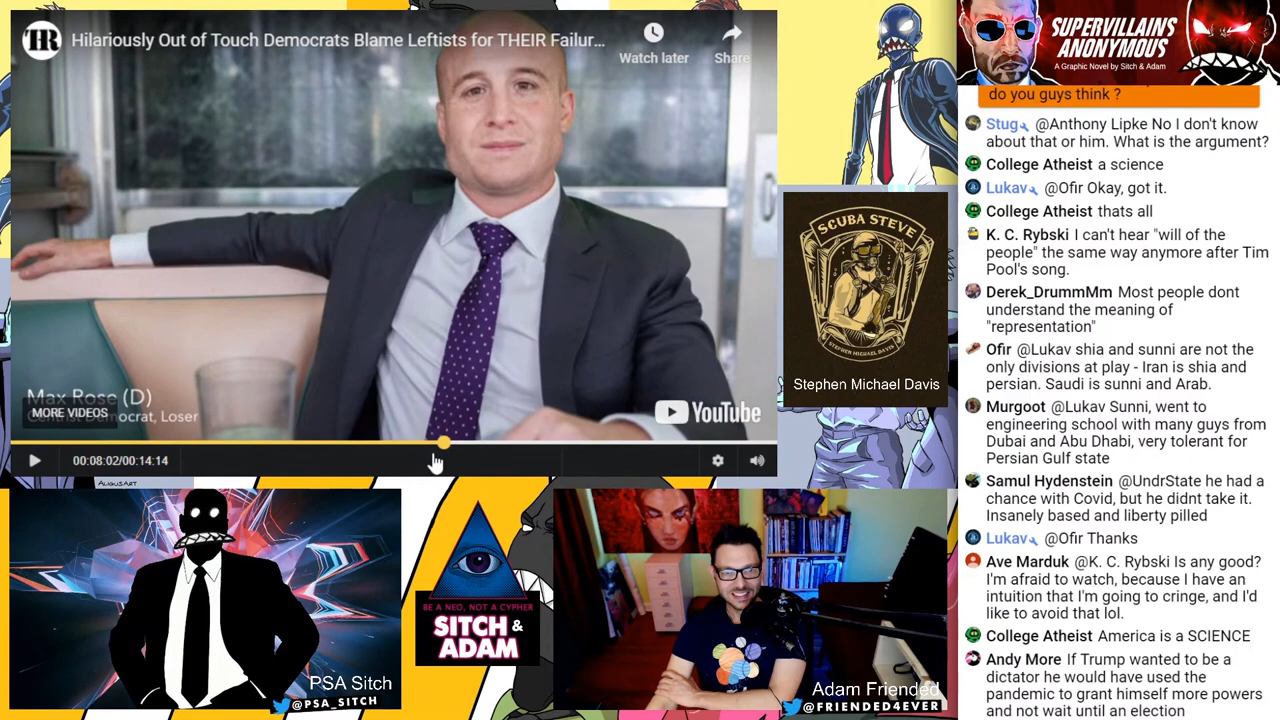 Hilariously Out of Touch Democrats Blame Leftists for THEIR Failur...
Watch later
Share
Max Rose (D)
MORE VIDEOS
mocrat, Loser
YouTube
00:08:02/00:14:14
ALIGUSART
SCUBA STEVE
STEPHEN MICHAEL DAVIS
Stephen Michael Davis
PSA Sitch
@PSA_SITCH
BE A NEO, NOT A CYPHER
SITCH &
ADAM
Adam Friended
@FRIENDED4EVER
SUPERVILLAINS
ANONYMOUS
A Graphic Novel by Sitch & Adam
do you guys think ?
Stug @Anthony Lipke No I don't know
about that or him. What is the argument?
College Atheist a science
Lukav @Ofir Okay, got it.
College Atheist thats all
K. C. Rybski I can't hear "will of the
people" the same way anymore after Tim
Pool's song.
Derek_DrummMm Most people dont
understand the meaning of
"representation"
Ofir @Lukav shia and sunni are not the
only divisions at play - Iran is shia and
persian. Saudi is sunni and Arab.
Murgoot @Lukav Sunni, went to
engineering school with many guys from
Dubai and Abu Dhabi, very tolerant for
Persian Gulf state
Samul Hydenstein @UndrState he had a
chance with Covid, but he didnt take it.
Insanely based and liberty pilled
Lukav @Ofir Thanks
Ave Marduk @K. C. Rybski Is any good?
I'm afraid to watch, because I have an
intuition that I'm going to cringe, and I'd
like to avoid that lol.
College Atheist America is a SCIENCE
Andy More If Trump wanted to be a
dictator he would have used the
pandemic to grant himself more powers
and not wait until an election